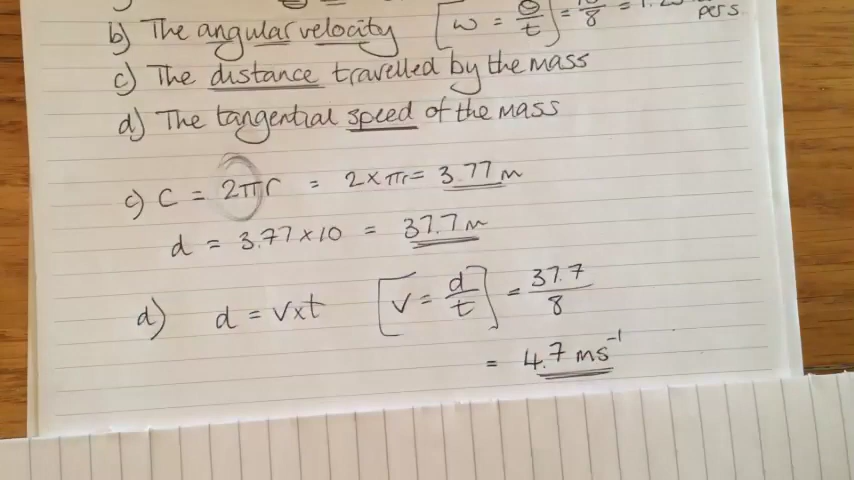 b) The angular velocity [ω = θ/t] = /8 =
per s
c) The distance travelled by the mass
d) The tangential speed of the mass
c) C = 2πr = 2 × πr = 3.77 m
d = 3.77 × 10 = 37.7 m
d) d = v × t [v = d/t] = 37.7/8
= 4.7 ms⁻¹